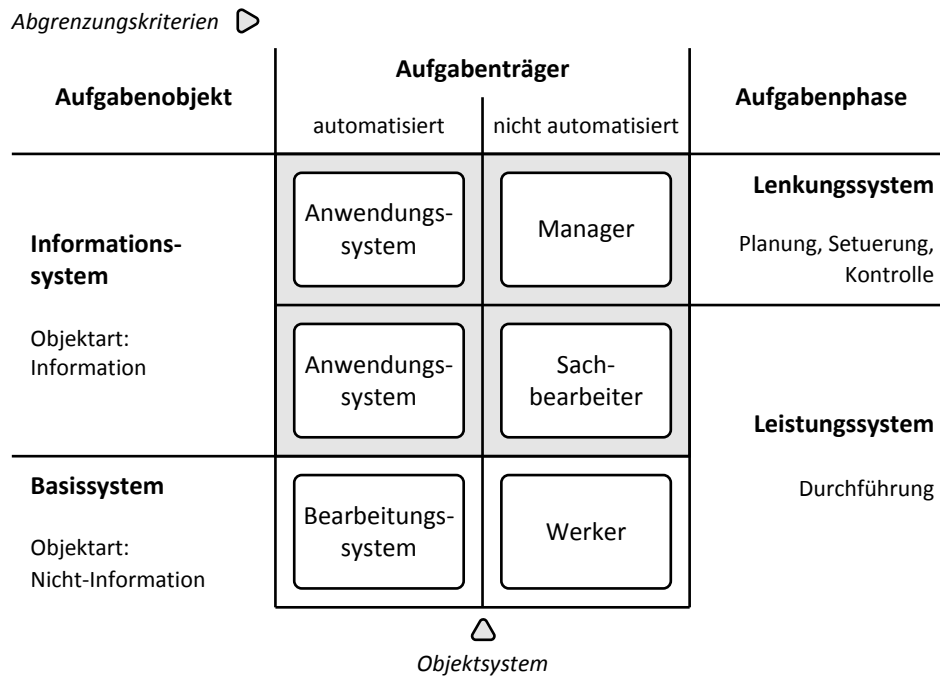 Abgrenzungskriterien
Aufgabenobjekt
Aufgabenträger
automatisiert
nicht automatisiert
Aufgabenphase
Informations-
system
Objektart:
Information
Anwendungs-
system
Manager
Lenkungssystem
Planung, Setuerung,
Kontrolle
Anwendungs-
system
Sach-
bearbeiter
Leistungssystem
Durchführung
Basissystem
Objektart:
Nicht-Information
Bearbeitungs-
system
Werker
Objektsystem